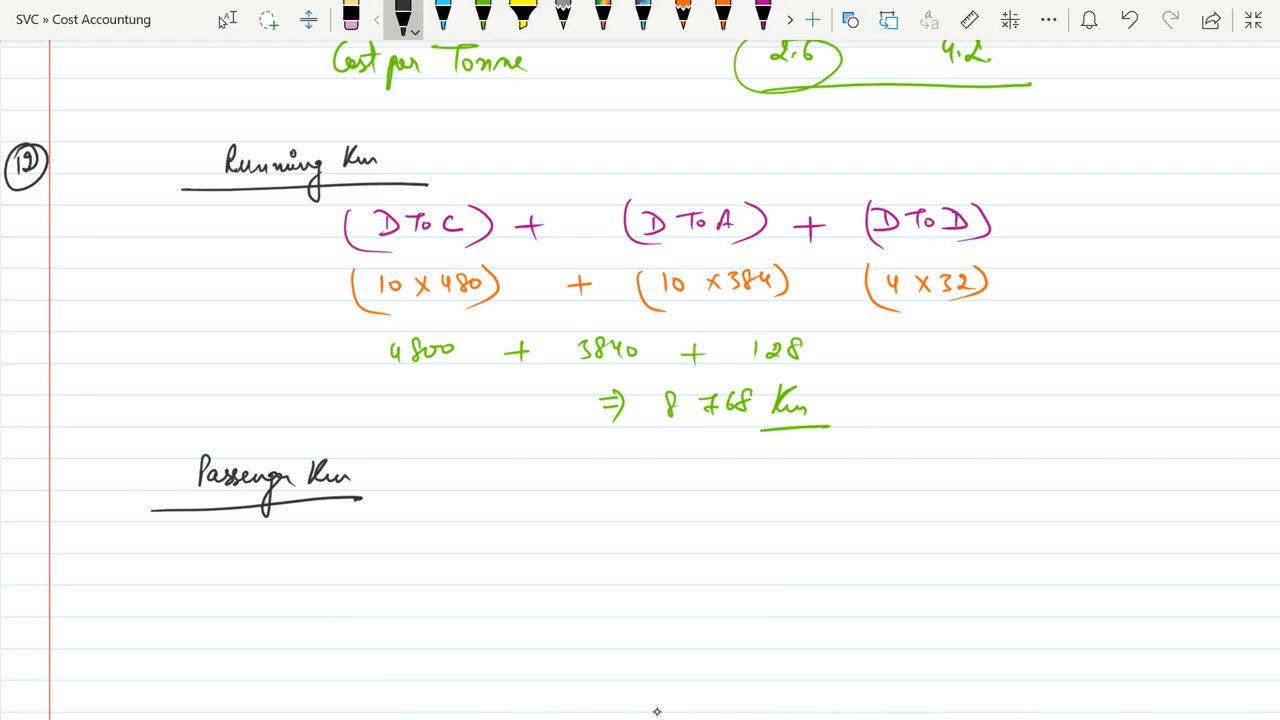 SVC » Cost Accountung
Cost per Tonne 2.6 4.2
12 Running Km
(D To C) + (D To A) + (D To D)
(10 x 480) + (10 x 384) (4 x 32)
4800 + 3840 + 128
⇒ 8768 Km
Passenger Km